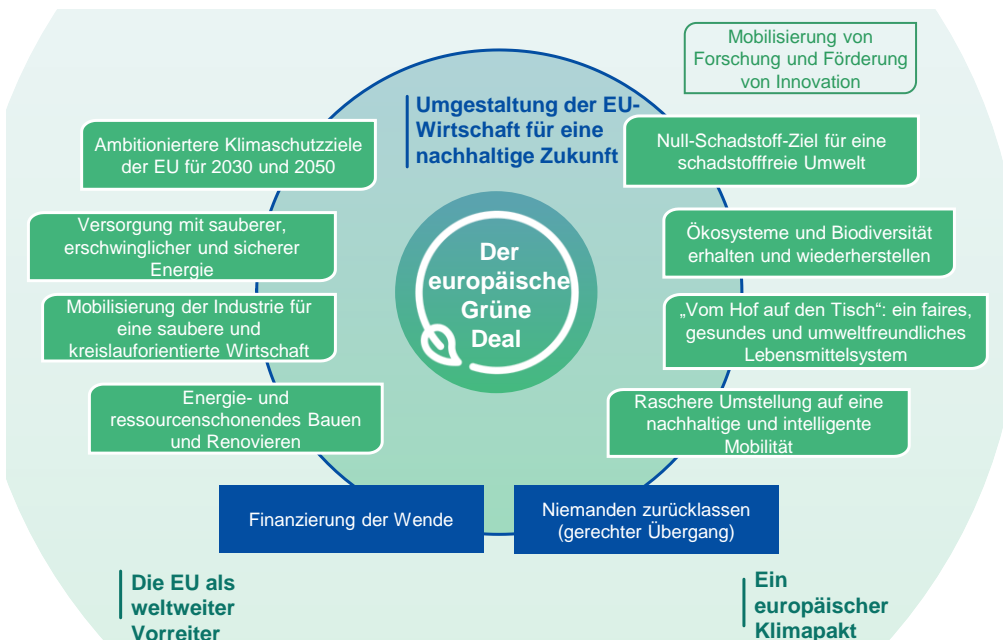 Mobilisierung von
Forschung und Förderung
von Innovation
Umgestaltung der EU-
Wirtschaft für eine
nachhaltige Zukunft
Ambitioniertere Klimaschutzziele
der EU für 2030 und 2050
Null-Schadstoff-Ziel für eine
schadstofffreie Umwelt
Versorgung mit sauberer,
erschwinglicher und sicherer
Energie
Ökosysteme und Biodiversität
erhalten und wiederherstellen
Der
europäische
Grüne
Deal
Mobilisierung der Industrie für
eine saubere und
kreislauforientierte Wirtschaft
„Vom Hof auf den Tisch“: ein faires,
gesundes und umweltfreundliches
Lebensmittelsystem
Energie- und
ressourcenschonendes Bauen
und Renovieren
Raschere Umstellung auf eine
nachhaltige und intelligente
Mobilität
Finanzierung der Wende
Niemanden zurücklassen
(gerechter Übergang)
Die EU als
weltweiter
Vorreiter
Ein
europäischer
Klimapakt